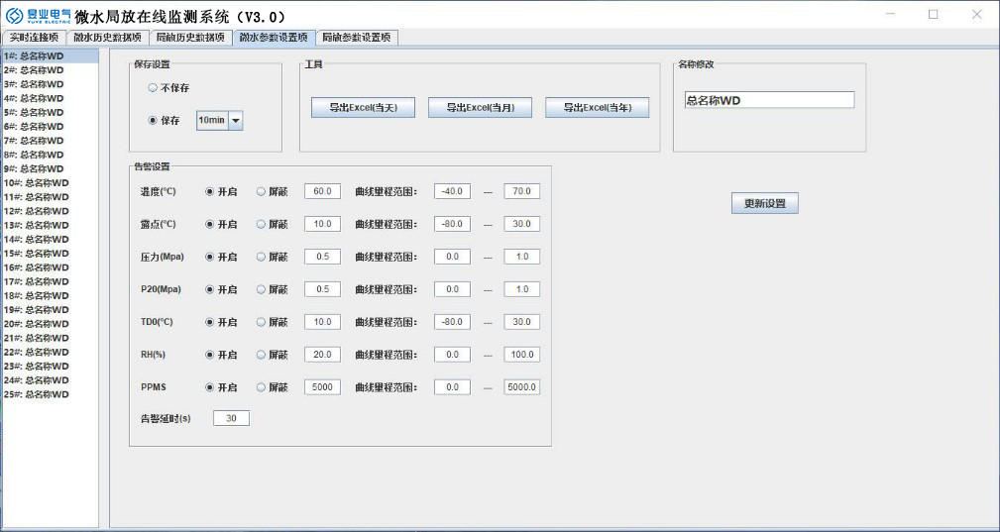 昱业电气 YUYE ELECTRIC 微水局放在线监测系统（V3.0）
实时连接项 微水历史数据项 局放历史数据项 微水参数设置项 局放参数设置项
1#: 总名称WD
2#: 总名称WD
3#: 总名称WD
4#: 总名称WD
5#: 总名称WD
6#: 总名称WD
7#: 总名称WD
8#: 总名称WD
9#: 总名称WD
10#: 总名称WD
11#: 总名称WD
12#: 总名称WD
13#: 总名称WD
14#: 总名称WD
15#: 总名称WD
16#: 总名称WD
17#: 总名称WD
18#: 总名称WD
19#: 总名称WD
20#: 总名称WD
21#: 总名称WD
22#: 总名称WD
23#: 总名称WD
24#: 总名称WD
25#: 总名称WD
保存设置
不保存
保存 10min
工具
导出Excel(当天) 导出Excel(当月) 导出Excel(当年)
名称修改
总名称WD
更新设置
告警设置
温度(℃) 开启 屏蔽 60.0 曲线量程范围： -40.0 — 70.0
露点(℃) 开启 屏蔽 10.0 曲线量程范围： -80.0 — 30.0
压力(Mpa) 开启 屏蔽 0.5 曲线量程范围： 0.0 — 1.0
P20(Mpa) 开启 屏蔽 0.5 曲线量程范围： 0.0 — 1.0
TD0(℃) 开启 屏蔽 10.0 曲线量程范围： -80.0 — 30.0
RH(%) 开启 屏蔽 20.0 曲线量程范围： 0.0 — 100.0
PPMS 开启 屏蔽 5000 曲线量程范围： 0.0 — 5000.0
告警延时(s) 30